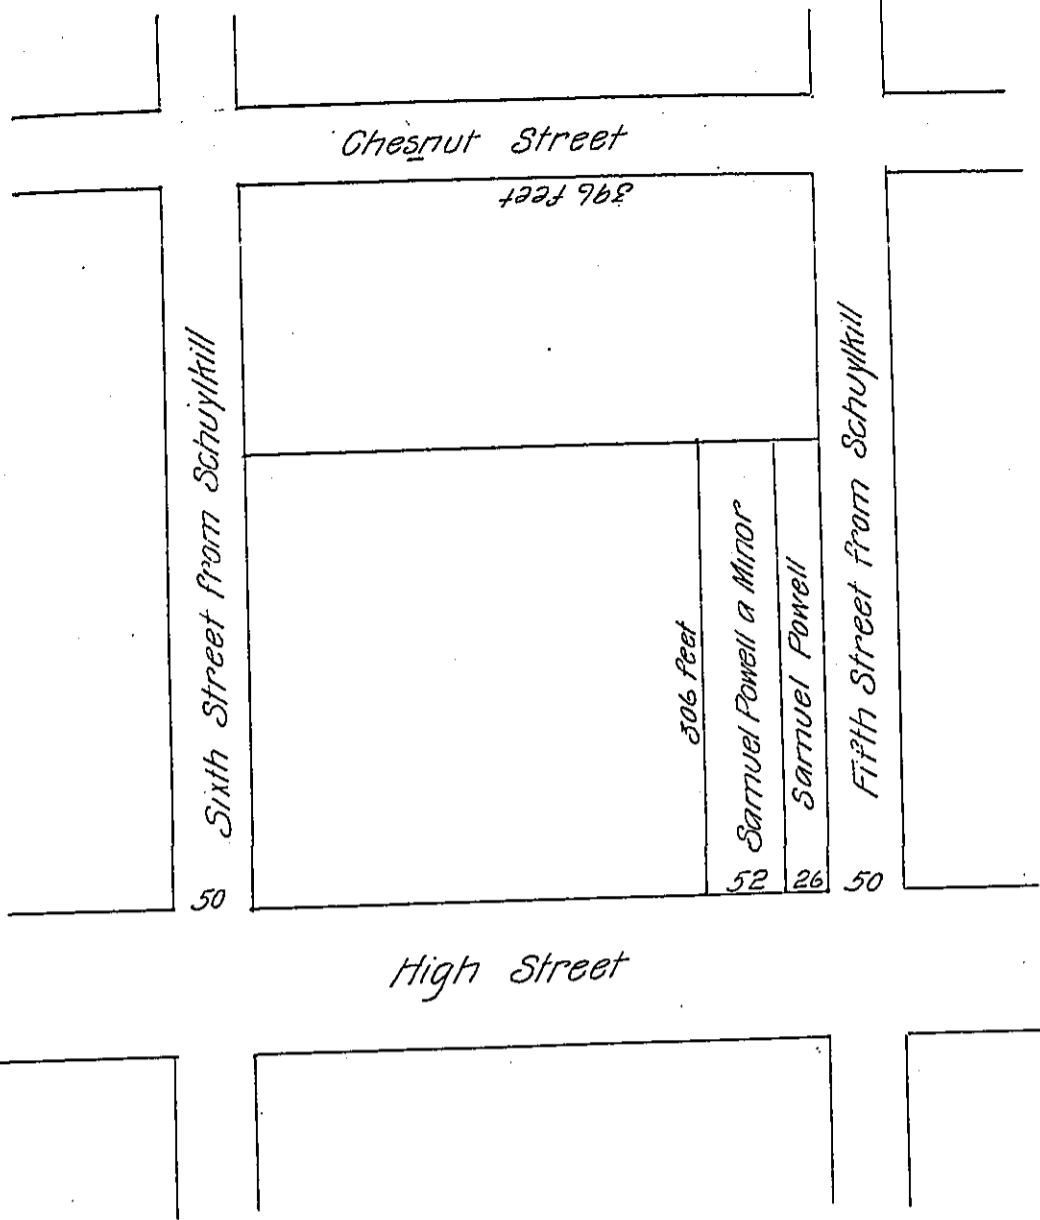 Chesnut Street
396 feet
Sixth Street from Schuylkill
Fifth Street from Schuylkill
306 feet
Samuel Powell a Minor
Samuel Powell
50
52
26
50
High Street